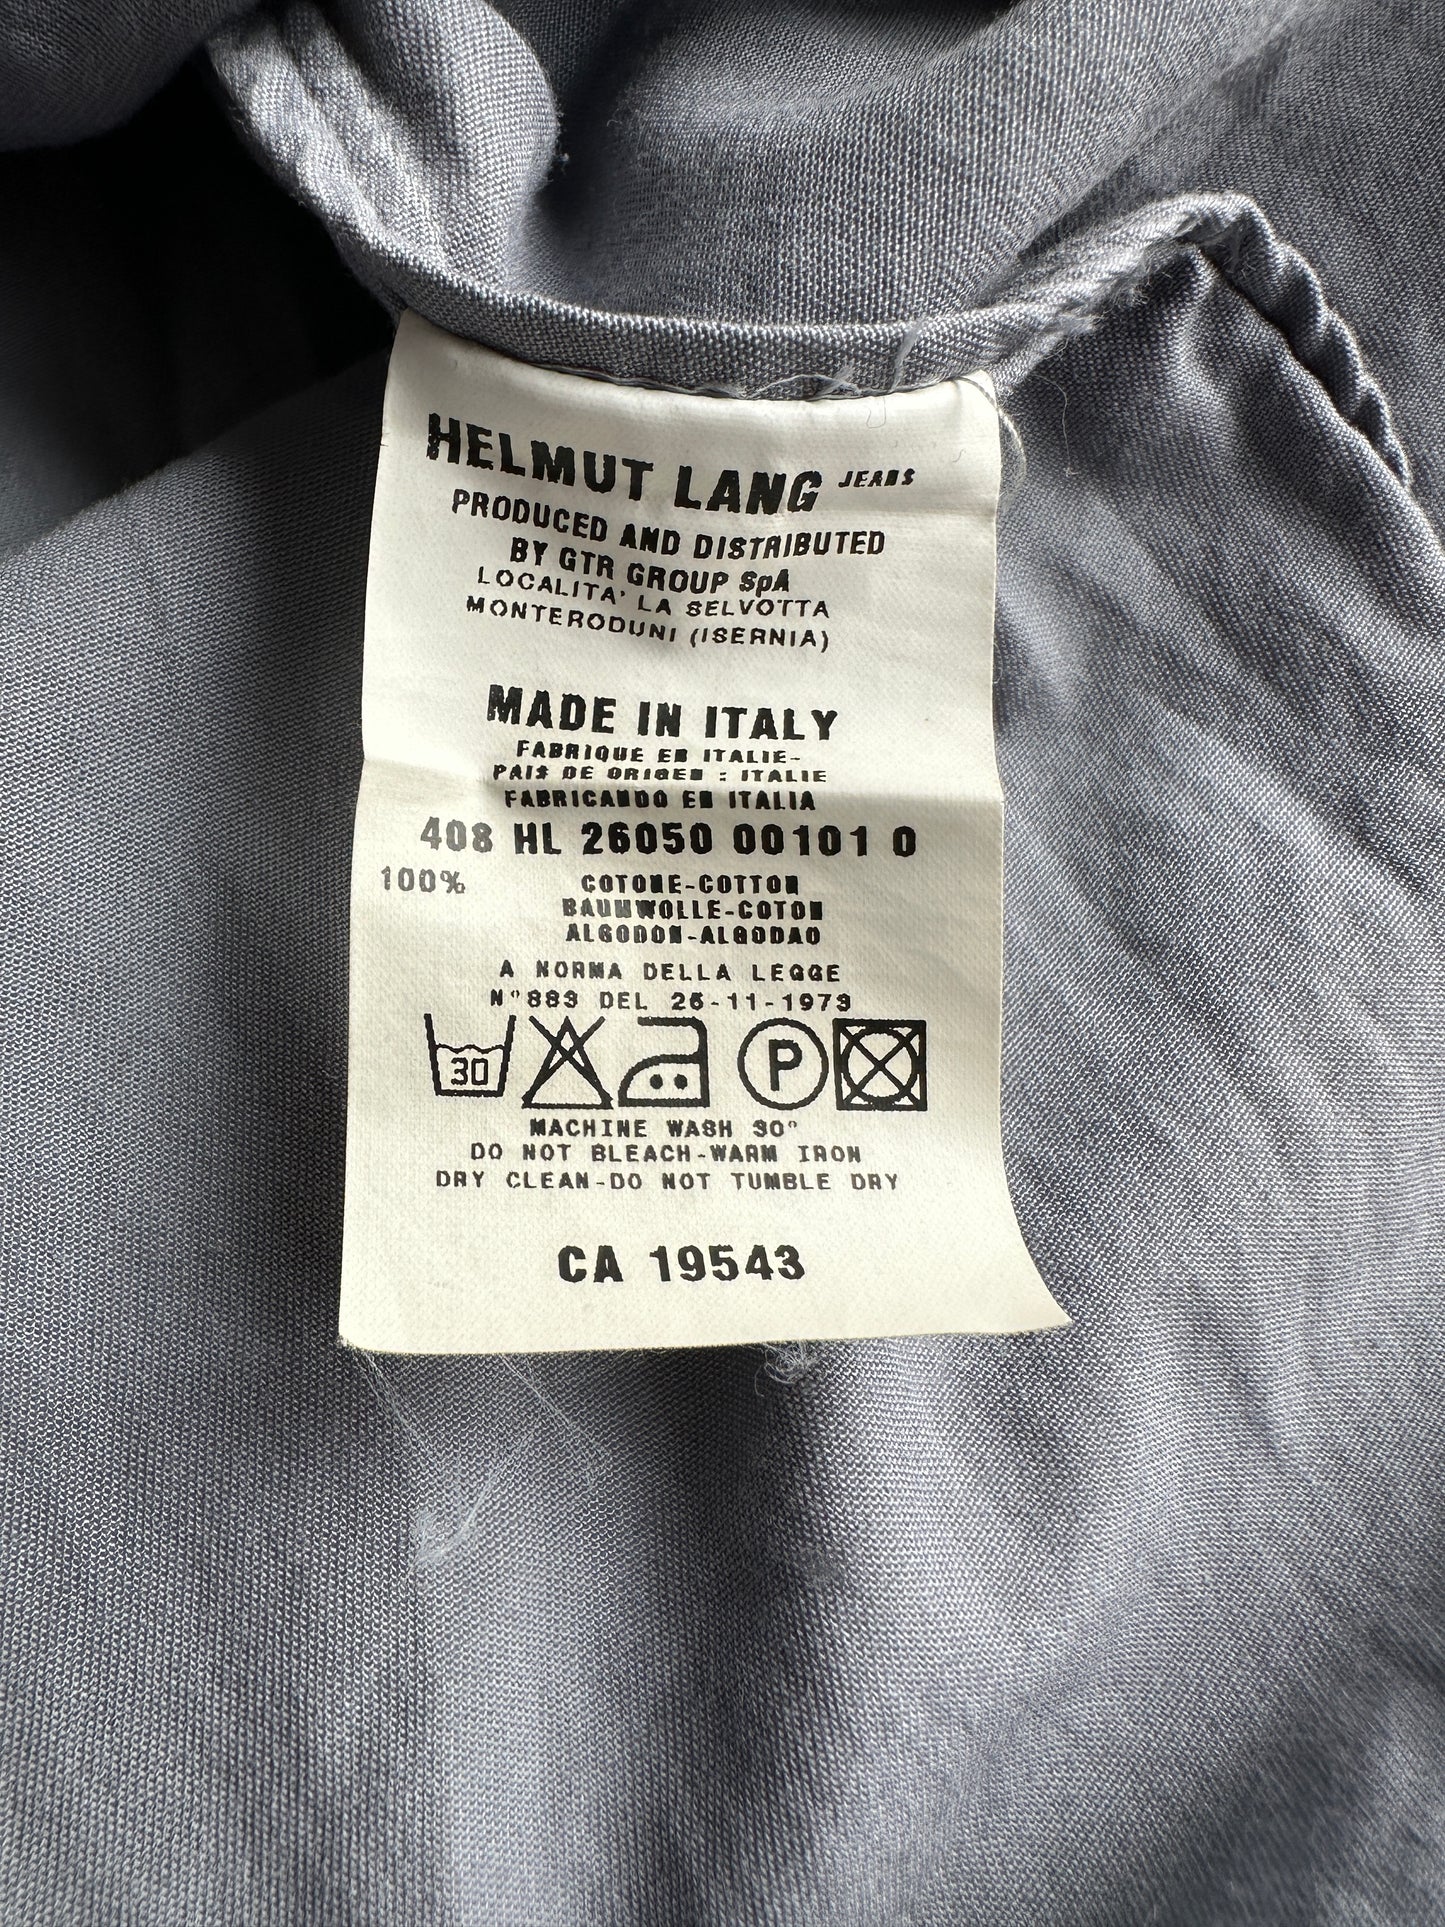 HELMUT LANG JEANS
PRODUCED AND DISTRIBUTED
BY GTR GROUP SpA
LOCALITA' LA SELVOTTA
MONTERODUNI (ISERNIA)
MADE IN ITALY
FABRIQUE EN ITALIE-
PAIS DE ORIGEN : ITALIE
FABRICANDO EN ITALIA
408 HL 26050 00101 0
100% COTONE-COTTON
BAUMWOLLE-COTON
ALGODON-ALGODAO
A NORMA DELLA LEGGE
N°883 DEL 26-11-1973
30 P
MACHINE WASH 30°
DO NOT BLEACH-WARM IRON
DRY CLEAN-DO NOT TUMBLE DRY
CA 19543